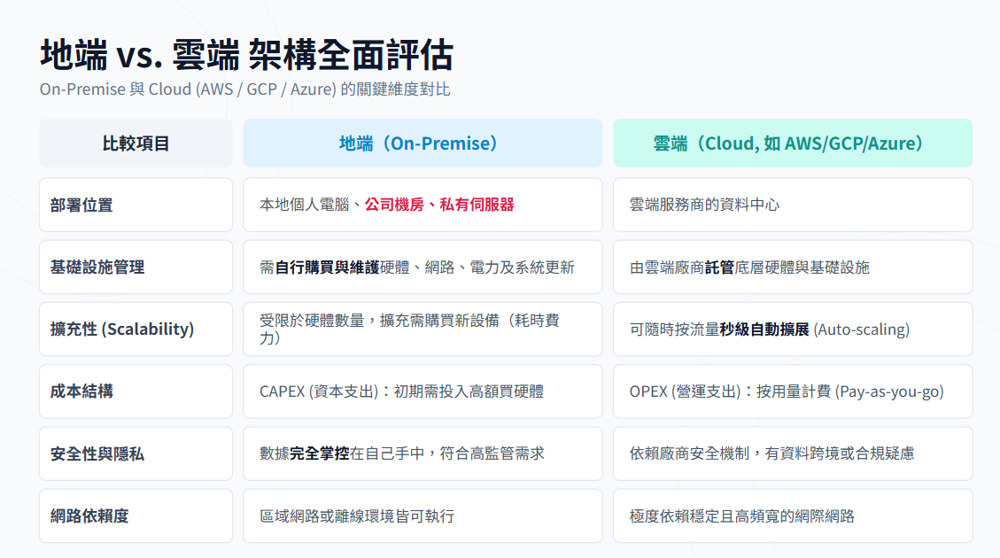 地端 vs. 雲端 架構全面評估
On-Premise 與 Cloud (AWS / GCP / Azure) 的關鍵維度對比
比較項目
地端（On-Premise）
雲端（Cloud, 如 AWS/GCP/Azure）
部署位置
本地個人電腦、公司機房、私有伺服器
雲端服務商的資料中心
基礎設施管理
需自行購買與維護硬體、網路、電力及系統更新
由雲端廠商託管底層硬體與基礎設施
擴充性 (Scalability)
受限於硬體數量，擴充需購買新設備（耗時費
力）
可隨時按流量秒級自動擴展 (Auto-scaling)
成本結構
CAPEX (資本支出)：初期需投入高額買硬體
OPEX (營運支出)：按用量計費 (Pay-as-you-go)
安全性與隱私
數據完全掌控在自己手中，符合高監管需求
依賴廠商安全機制，有資料跨境或合規疑慮
網路依賴度
區域網路或離線環境皆可執行
極度依賴穩定且高頻寬的網際網路